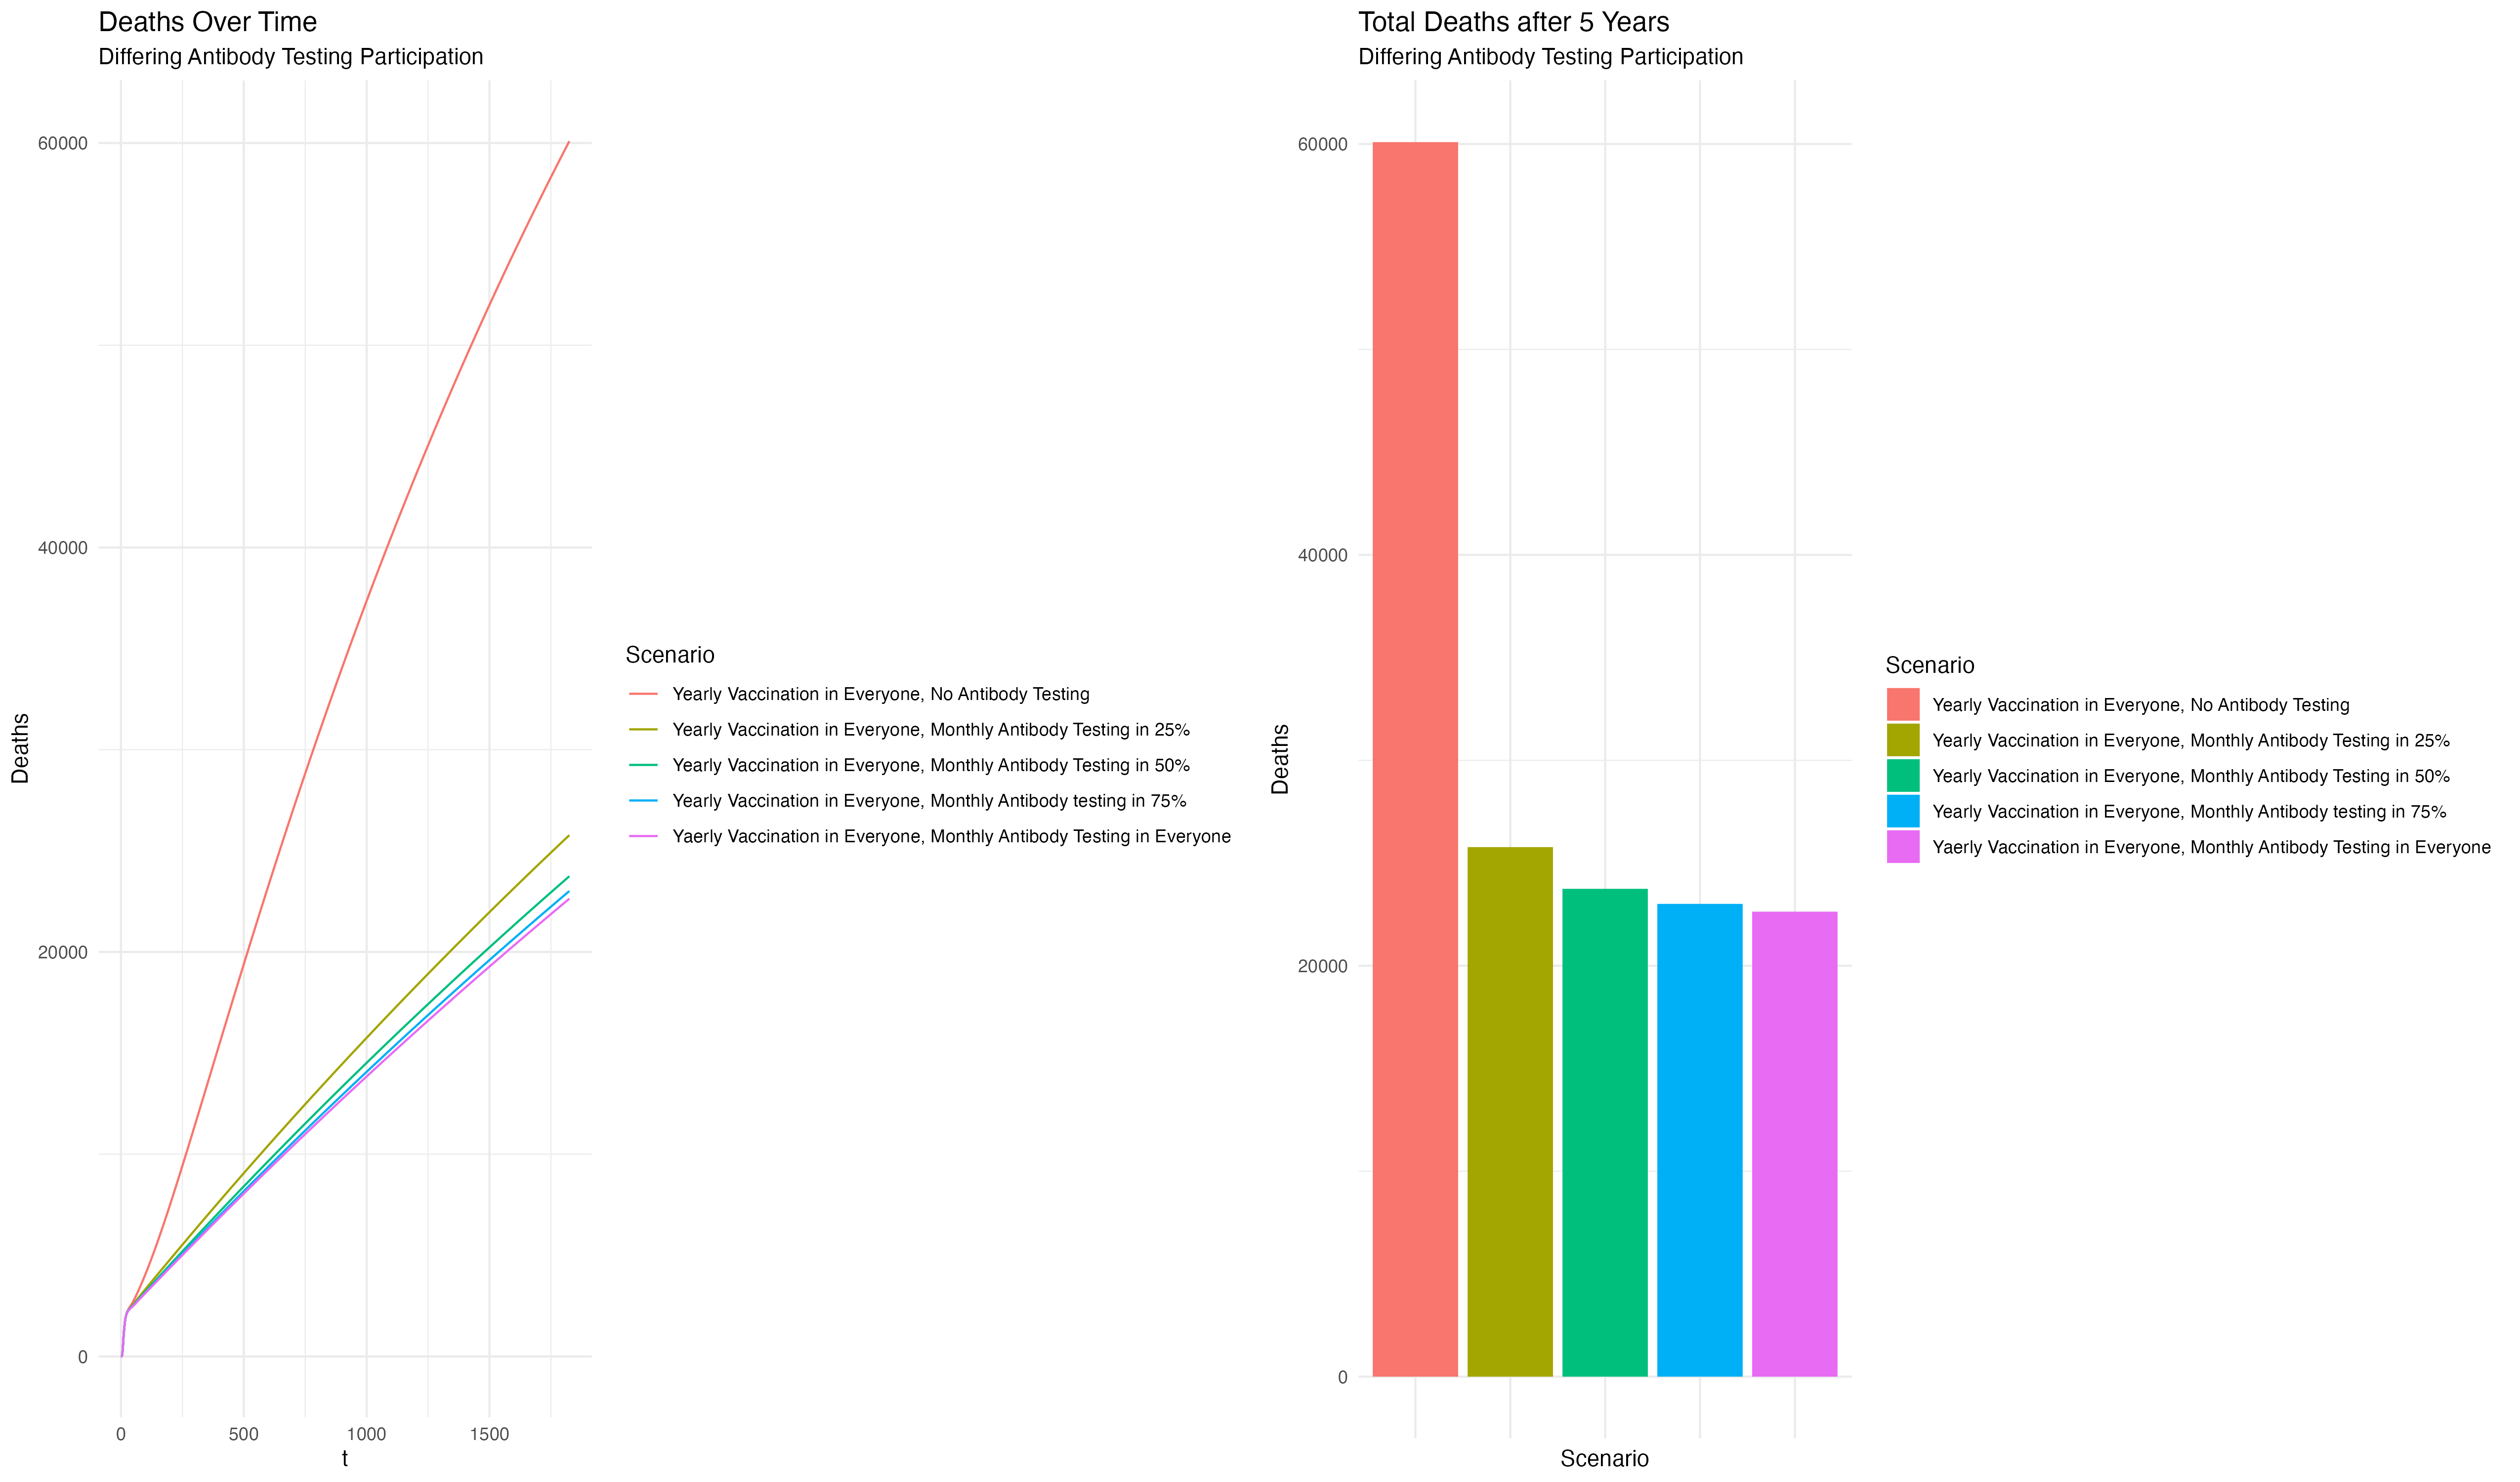 Deaths Over Time
Differing Antibody Testing Participation
60000
40000
20000
0
Deaths
0 500 1000 1500
t
Scenario
Yearly Vaccination in Everyone, No Antibody Testing
Yearly Vaccination in Everyone, Monthly Antibody Testing in 25%
Yearly Vaccination in Everyone, Monthly Antibody Testing in 50%
Yearly Vaccination in Everyone, Monthly Antibody testing in 75%
Yaerly Vaccination in Everyone, Monthly Antibody Testing in Everyone
Total Deaths after 5 Years
Differing Antibody Testing Participation
60000
40000
20000
0
Deaths
Scenario
Scenario
Yearly Vaccination in Everyone, No Antibody Testing
Yearly Vaccination in Everyone, Monthly Antibody Testing in 25%
Yearly Vaccination in Everyone, Monthly Antibody Testing in 50%
Yearly Vaccination in Everyone, Monthly Antibody testing in 75%
Yaerly Vaccination in Everyone, Monthly Antibody Testing in Everyone